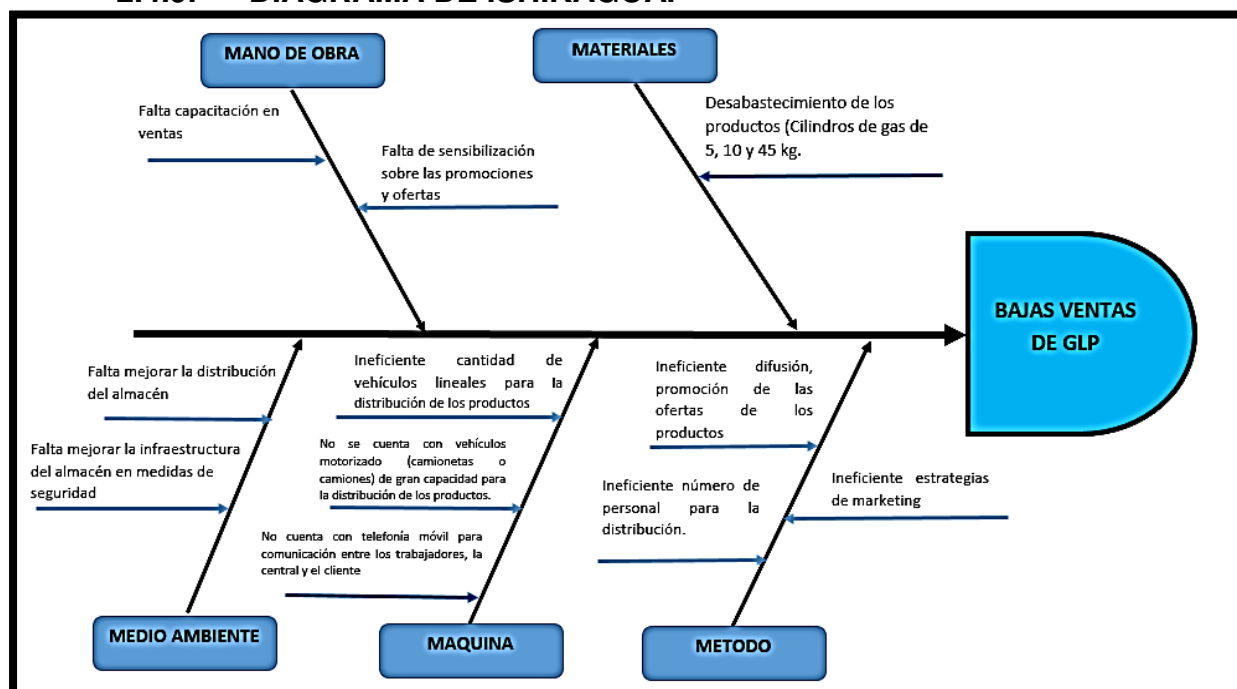 DIAGRAMA DE ISHIKAGUA.
MANO DE OBRA
MATERIALES
Falta capacitación en
ventas
Falta de sensibilización
sobre las promociones
y ofertas
Desabastecimiento de los
productos (Cilindros de gas de
5, 10 y 45 kg.
BAJAS VENTAS
DE GLP
Falta mejorar la distribución
del almacén
Falta mejorar la infraestructura
del almacén en medidas de
seguridad
Ineficiente cantidad de
vehículos lineales para la
distribución de los productos
No se cuenta con vehículos
motorizado (camionetas o
camiones) de gran capacidad para
la distribución de los productos.
No cuenta con telefonía móvil para
comunicación entre los trabajadores, la
central y el cliente
Ineficiente difusión,
promoción de las
ofertas de los
productos
Ineficiente número de
personal para la
distribución.
Ineficiente estrategias
de marketing
MEDIO AMBIENTE
MAQUINA
METODO